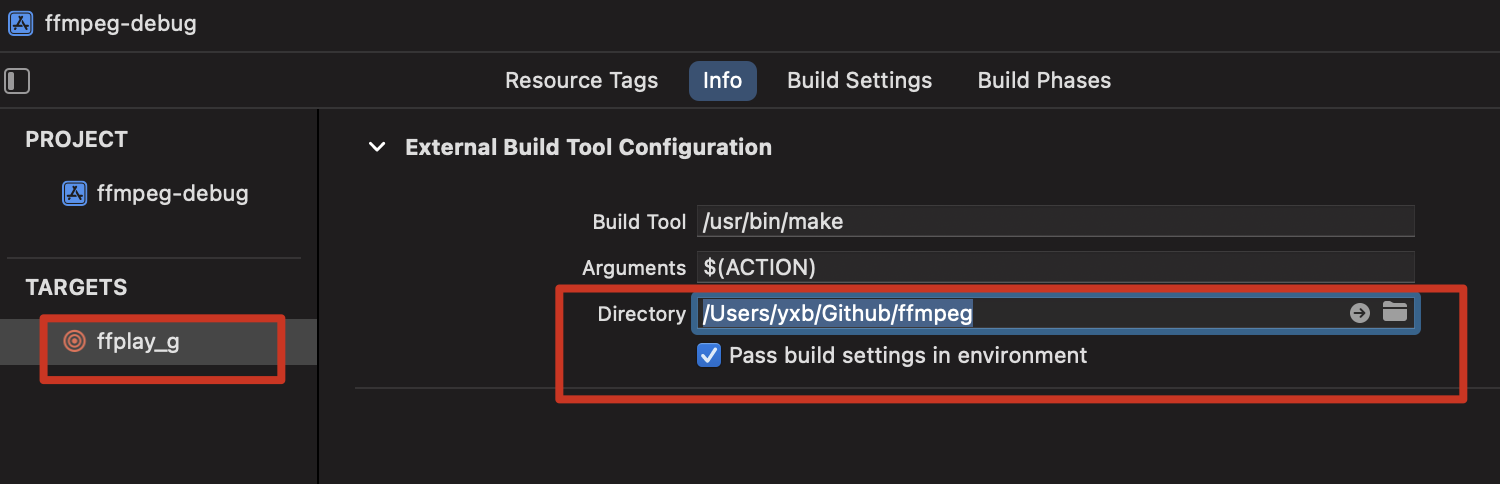 ffmpeg-debug
Resource Tags Info Build Settings Build Phases
PROJECT
ffmpeg-debug
TARGETS
ffplay_g
External Build Tool Configuration
Build Tool /usr/bin/make
Arguments $(ACTION)
Directory /Users/yxb/Github/ffmpeg
Pass build settings in environment